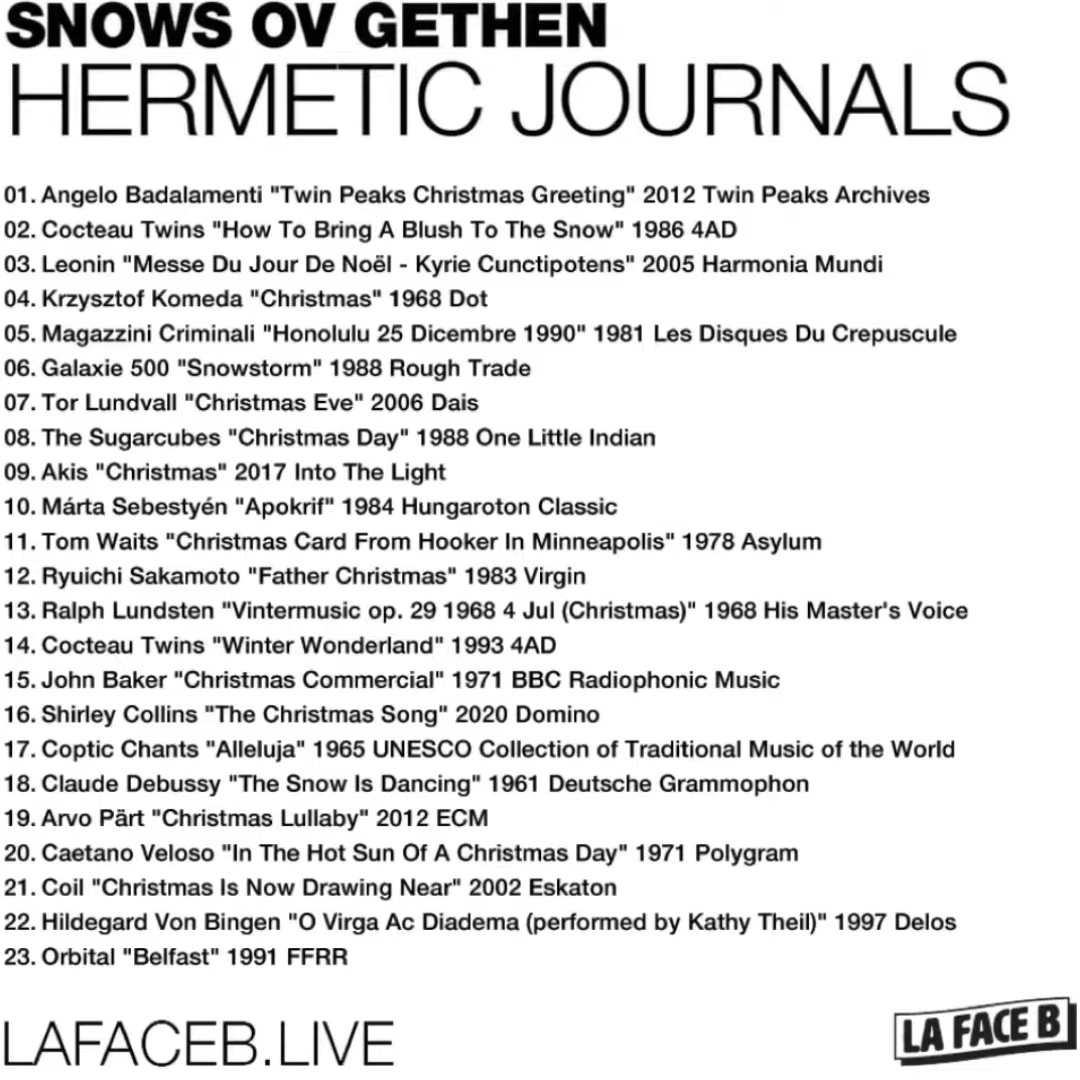 SNOWS OV GETHEN
HERMETIC JOURNALS
01. Angelo Badalamenti "Twin Peaks Christmas Greeting" 2012 Twin Peaks Archives
02. Cocteau Twins "How To Bring A Blush To The Snow" 1986 4AD
03. Leonin "Messe Du Jour De Noël - Kyrie Cunctipotens" 2005 Harmonia Mundi
04. Krzysztof Komeda "Christmas" 1968 Dot
05. Magazzini Criminali "Honolulu 25 Dicembre 1990" 1981 Les Disques Du Crepuscule
06. Galaxie 500 "Snowstorm" 1988 Rough Trade
07. Tor Lundvall "Christmas Eve" 2006 Dais
08. The Sugarcubes "Christmas Day" 1988 One Little Indian
09. Akis "Christmas" 2017 Into The Light
10. Márta Sebestyén "Apokrif" 1984 Hungaroton Classic
11. Tom Waits "Christmas Card From Hooker In Minneapolis" 1978 Asylum
12. Ryuichi Sakamoto "Father Christmas" 1983 Virgin
13. Ralph Lundsten "Vintermusic op. 29 1968 4 Jul (Christmas)" 1968 His Master's Voice
14. Cocteau Twins "Winter Wonderland" 1993 4AD
15. John Baker "Christmas Commercial" 1971 BBC Radiophonic Music
16. Shirley Collins "The Christmas Song" 2020 Domino
17. Coptic Chants "Alleluja" 1965 UNESCO Collection of Traditional Music of the World
18. Claude Debussy "The Snow Is Dancing" 1961 Deutsche Grammophon
19. Arvo Pärt "Christmas Lullaby" 2012 ECM
20. Caetano Veloso "In The Hot Sun Of A Christmas Day" 1971 Polygram
21. Coil "Christmas Is Now Drawing Near" 2002 Eskaton
22. Hildegard Von Bingen "O Virga Ac Diadema (performed by Kathy Theil)" 1997 Delos
23. Orbital "Belfast" 1991 FFRR
LAFACEB.LIVE
LA FACE B